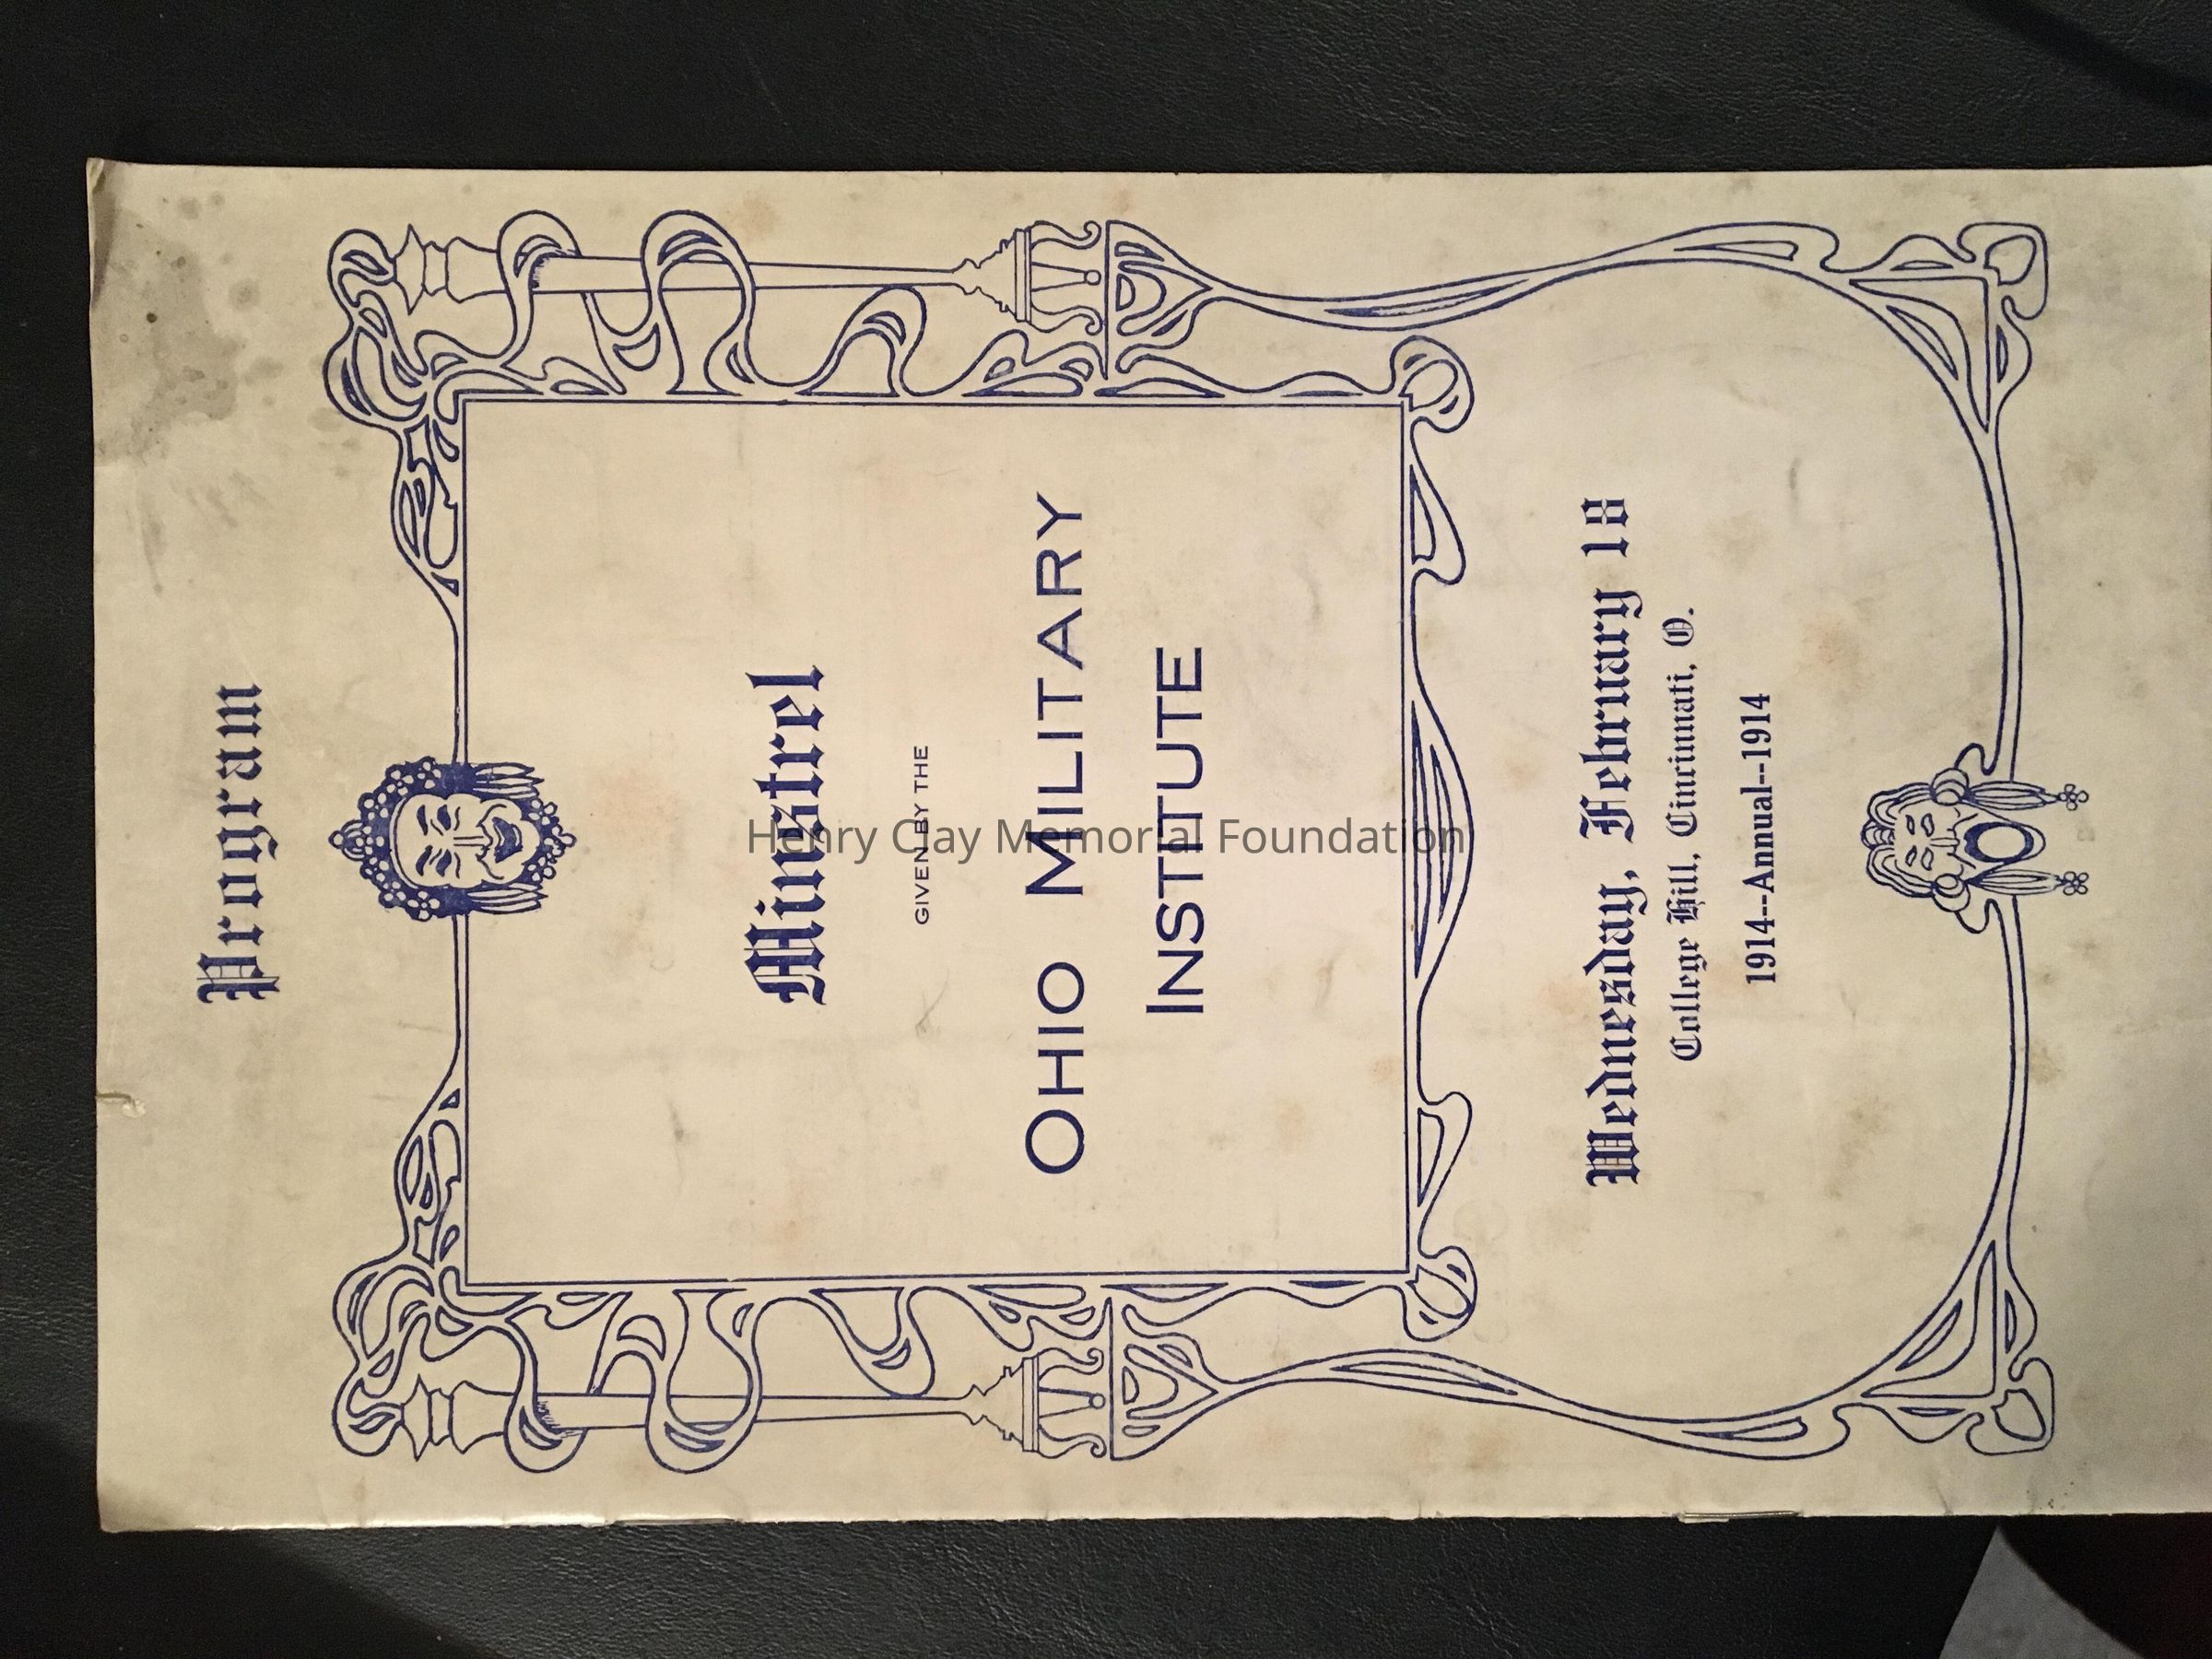 Program
Minstrel
GIVEN BY THE
OHIO MILITARY
INSTITUTE
Wednesday, February 18
College Hill, Cincinnati, O.
1914--Annual--1914
Henry Clay Memorial Foundation